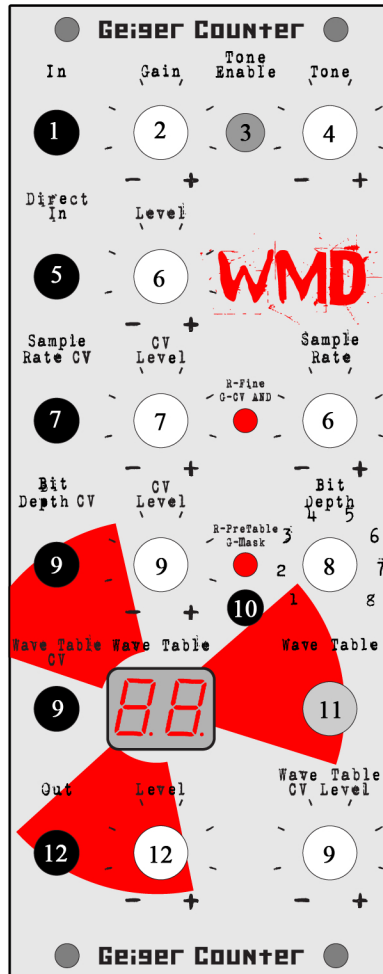 Geiger Counter
In Gain Tone Enable Tone
1 2 3 4
- +
- +
Direct In Level
5 6
- +
WMD
Sample Rate CV CV Level Sample Rate
R-Fine
G-CV AND
7 7 6
- +
- +
Bit Depth CV CV Level Bit Depth
R-PreTable
G-Mask
1 2 3 4 5 6 7 8
9 9 8
- +
10
Wave Table CV Wave Table Wave Table
9 8.8. 11
Out Level Wave Table CV Level
12 12 9
- +
- +
Geiger Counter